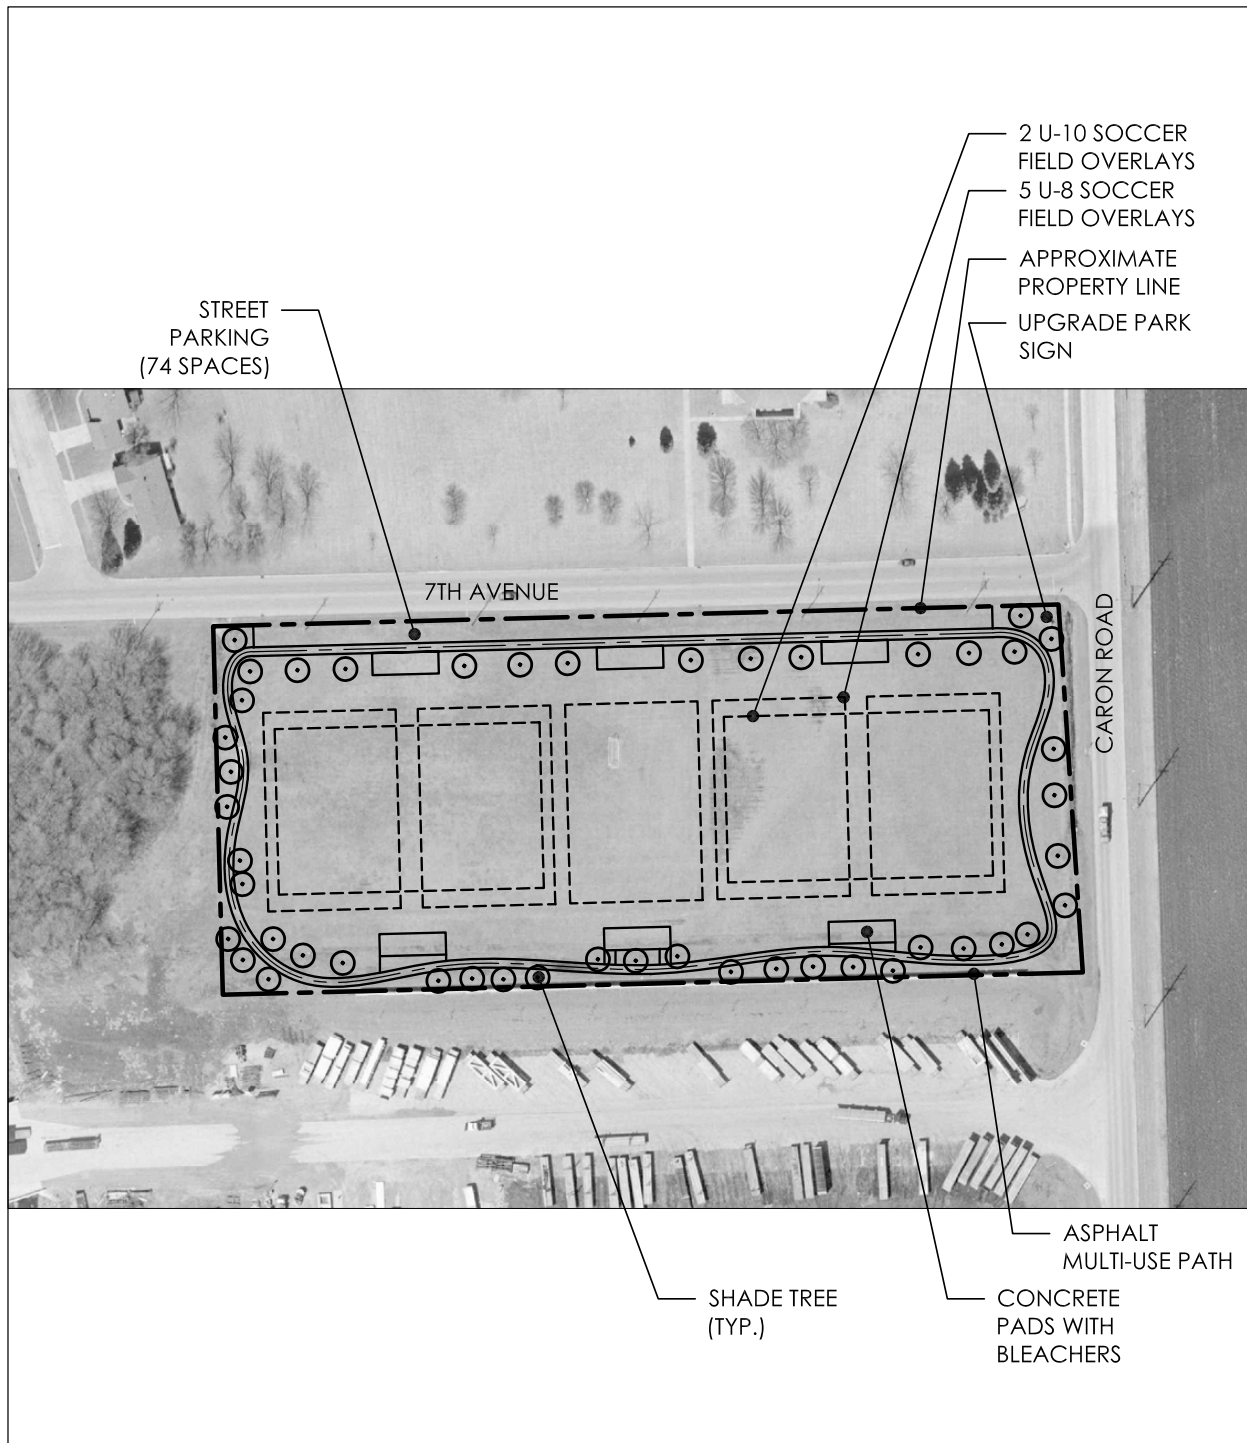 2 U-10 SOCCER
FIELD OVERLAYS
5 U-8 SOCCER
FIELD OVERLAYS
APPROXIMATE
PROPERTY LINE
UPGRADE PARK
SIGN
STREET
PARKING
(74 SPACES)
7TH AVENUE
CARON ROAD
ASPHALT
MULTI-USE PATH
SHADE TREE
(TYP.)
CONCRETE
PADS WITH
BLEACHERS